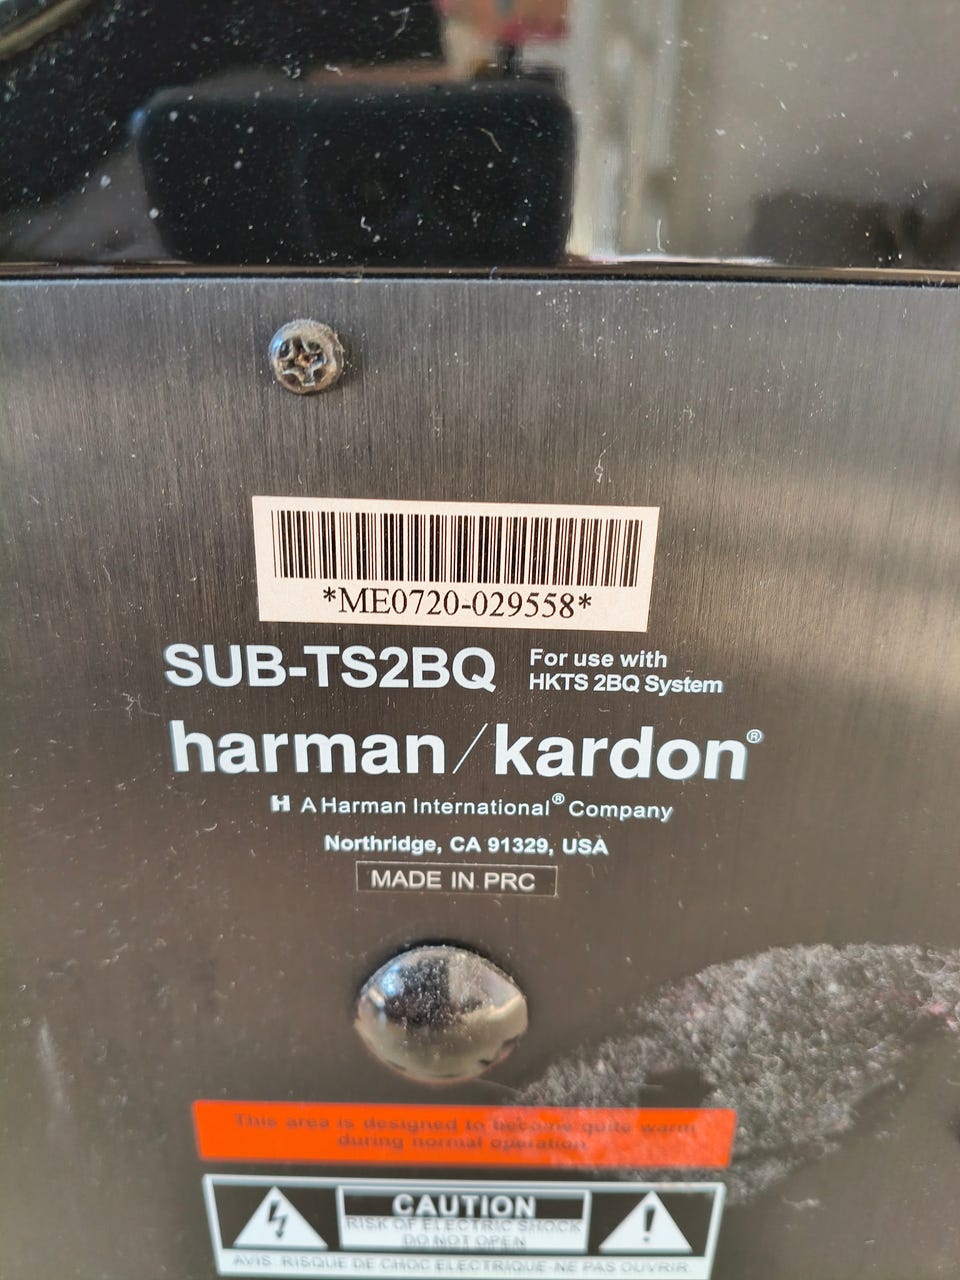 *ME0720-029558*
SUB-TS2BQ
For use with
HKTS 2BQ System
harman/kardon®
H A Harman International® Company
Northridge, CA 91329, USA
MADE IN PRC
This area is designed to become quite warm
during normal operation
CAUTION
RISK OF ELECTRIC SHOCK
DO NOT OPEN
AVIS: RISQUE DE CHOC ELECTRIQUE-NE PAS OUVRIR.